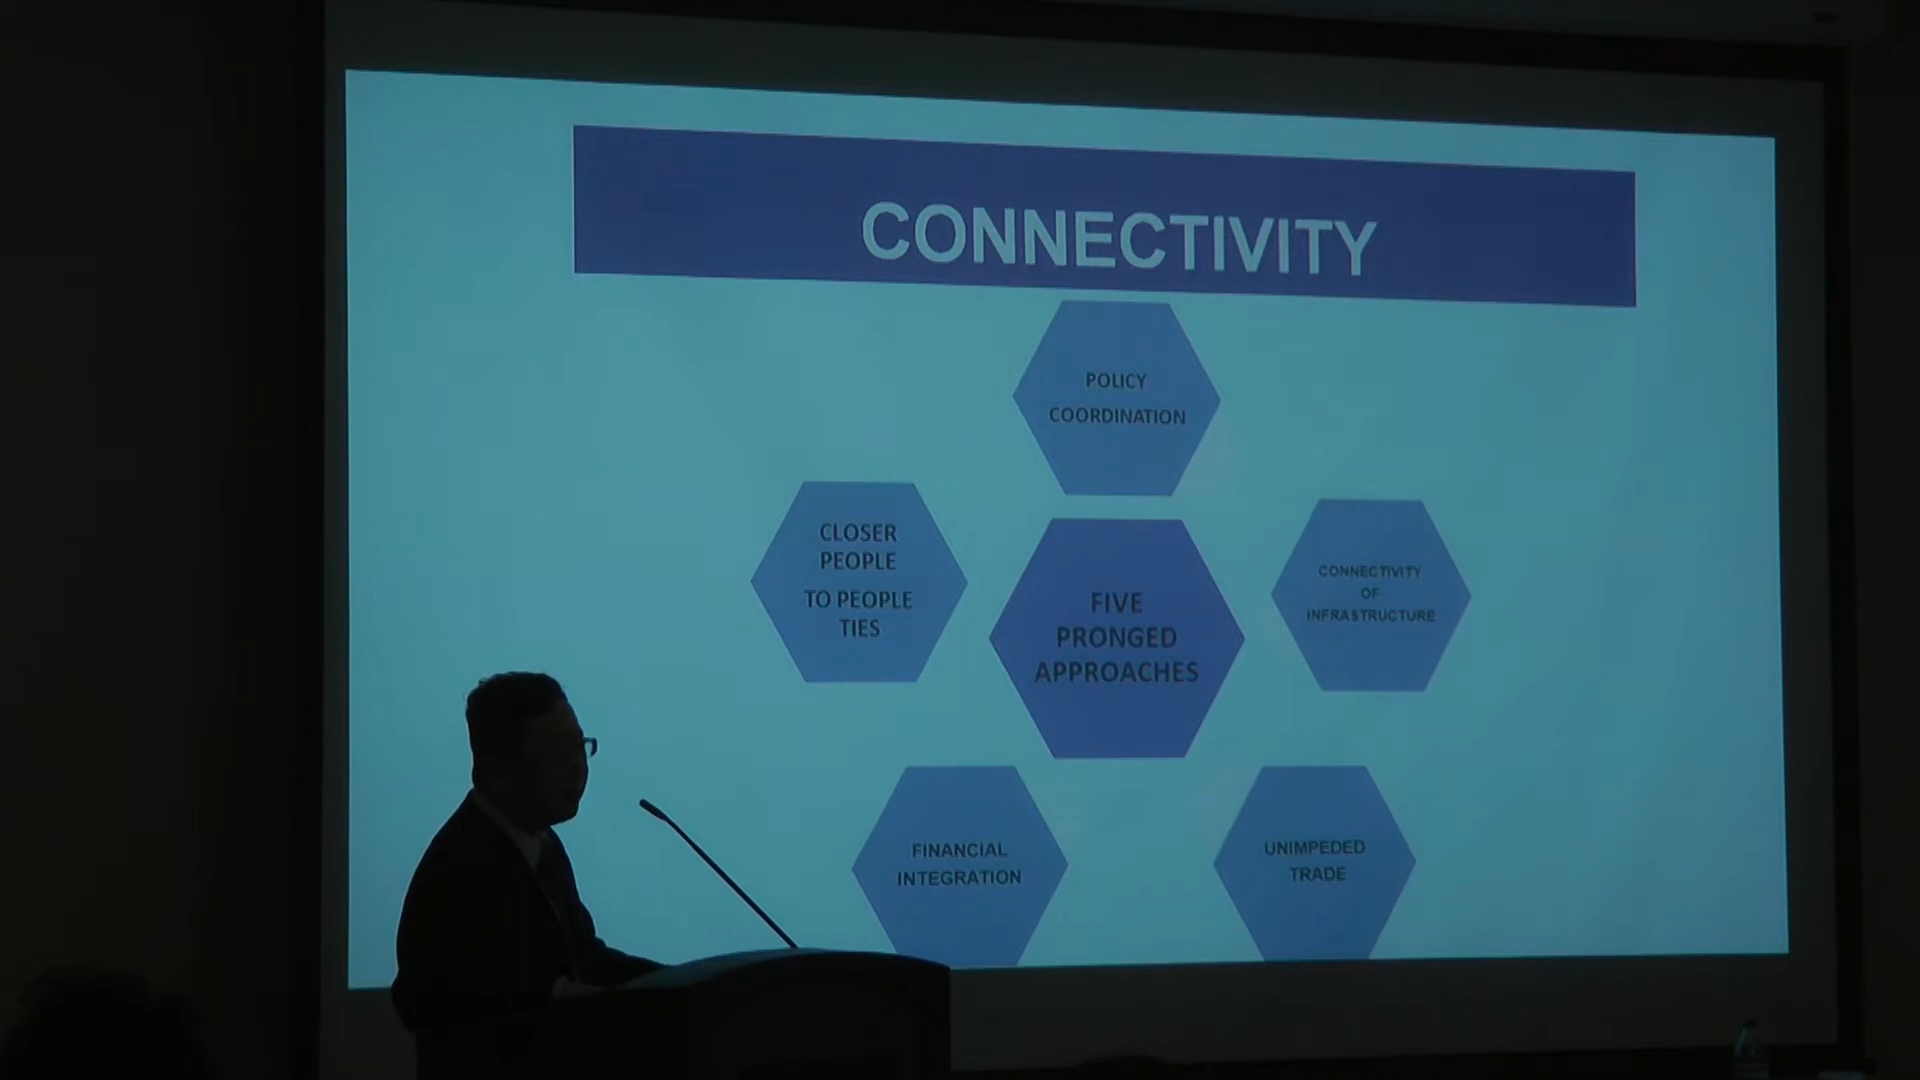 CONNECTIVITY
POLICY
COORDINATION
CLOSER
PEOPLE
TO PEOPLE
TIES
FIVE
PRONGED
APPROACHES
CONNECTIVITY
OF
INFRASTRUCTURE
FINANCIAL
INTEGRATION
UNIMPEDED
TRADE